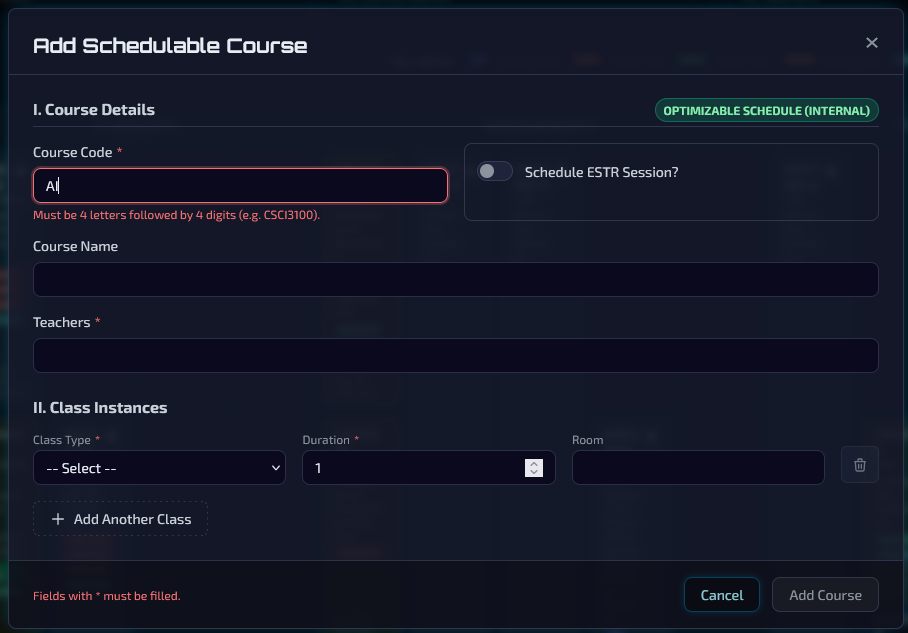 Add Schedulable Course
I. Course Details
OPTIMIZABLE SCHEDULE (INTERNAL)
Course Code *
AI
Must be 4 letters followed by 4 digits (e.g. CSCI3100).
Schedule ESTR Session?
Course Name
Teachers *
II. Class Instances
Class Type * Duration * Room
-- Select -- 1
Add Another Class
Fields with * must be filled.
Cancel Add Course